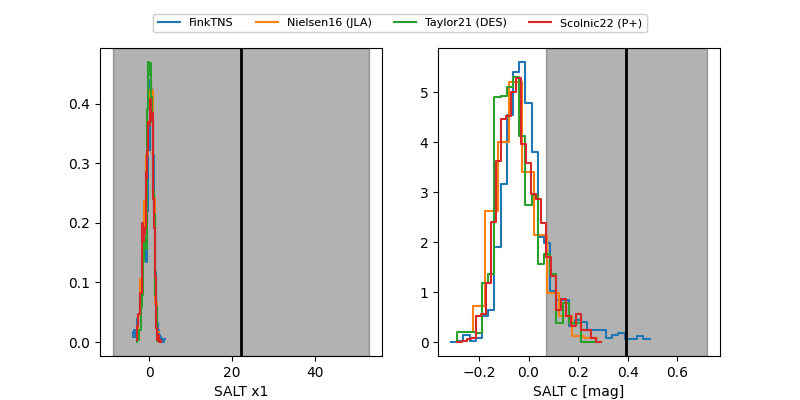 FinkTNS Nielsen16 (JLA) Taylor21 (DES) Scolnic22 (P+)
0.4
0.3
0.2
0.1
0.0
0 20 40
SALT x1
5
4
3
2
1
0
−0.2 0.0 0.2 0.4 0.6
SALT c [mag]